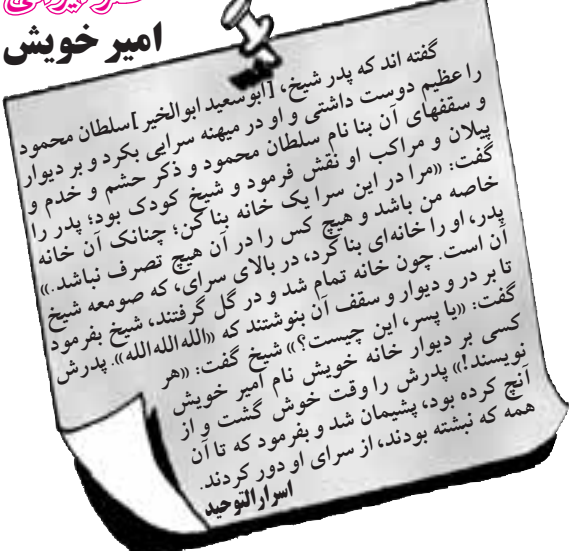 امیر خویش
گفته اند که پدر شیخ، [ابوسعید ابوالخیر] سلطان محمود
را عظیم دوست داشتی و او در میهنه سرایی بکرد و بر دیوار
و سقفهای آن بنا نام سلطان محمود و ذکر حشم و خدم و
پیلان و مراکب او نقش فرمود و شیخ کودک بود؛ پدر را
گفت: «مرا در این سرا یک خانه بنا کن؛ چنانک آن خانه
خاصه من باشد و هیچ کس را در آن هیچ تصرف نباشد.»
پدر، او را خانه‌ای بنا کرد، در بالای سرای، که صومعه شیخ
آن است. چون خانه تمام شد و در گل گرفتند، شیخ بفرمود
تا بر در و دیوار و سقف آن بنوشتند که «الله الله الله». پدرش
گفت: «یا پسر، این چیست؟» شیخ گفت: «هر
کسی بر دیوار خانه خویش نام امیر خویش
نویسند!» پدرش را وقت خوش گشت و از
آنچ کرده بود، پشیمان شد و بفرمود که تا آن
همه که نبشته بودند، از سرای او دور کردند.
اسرارالتوحید